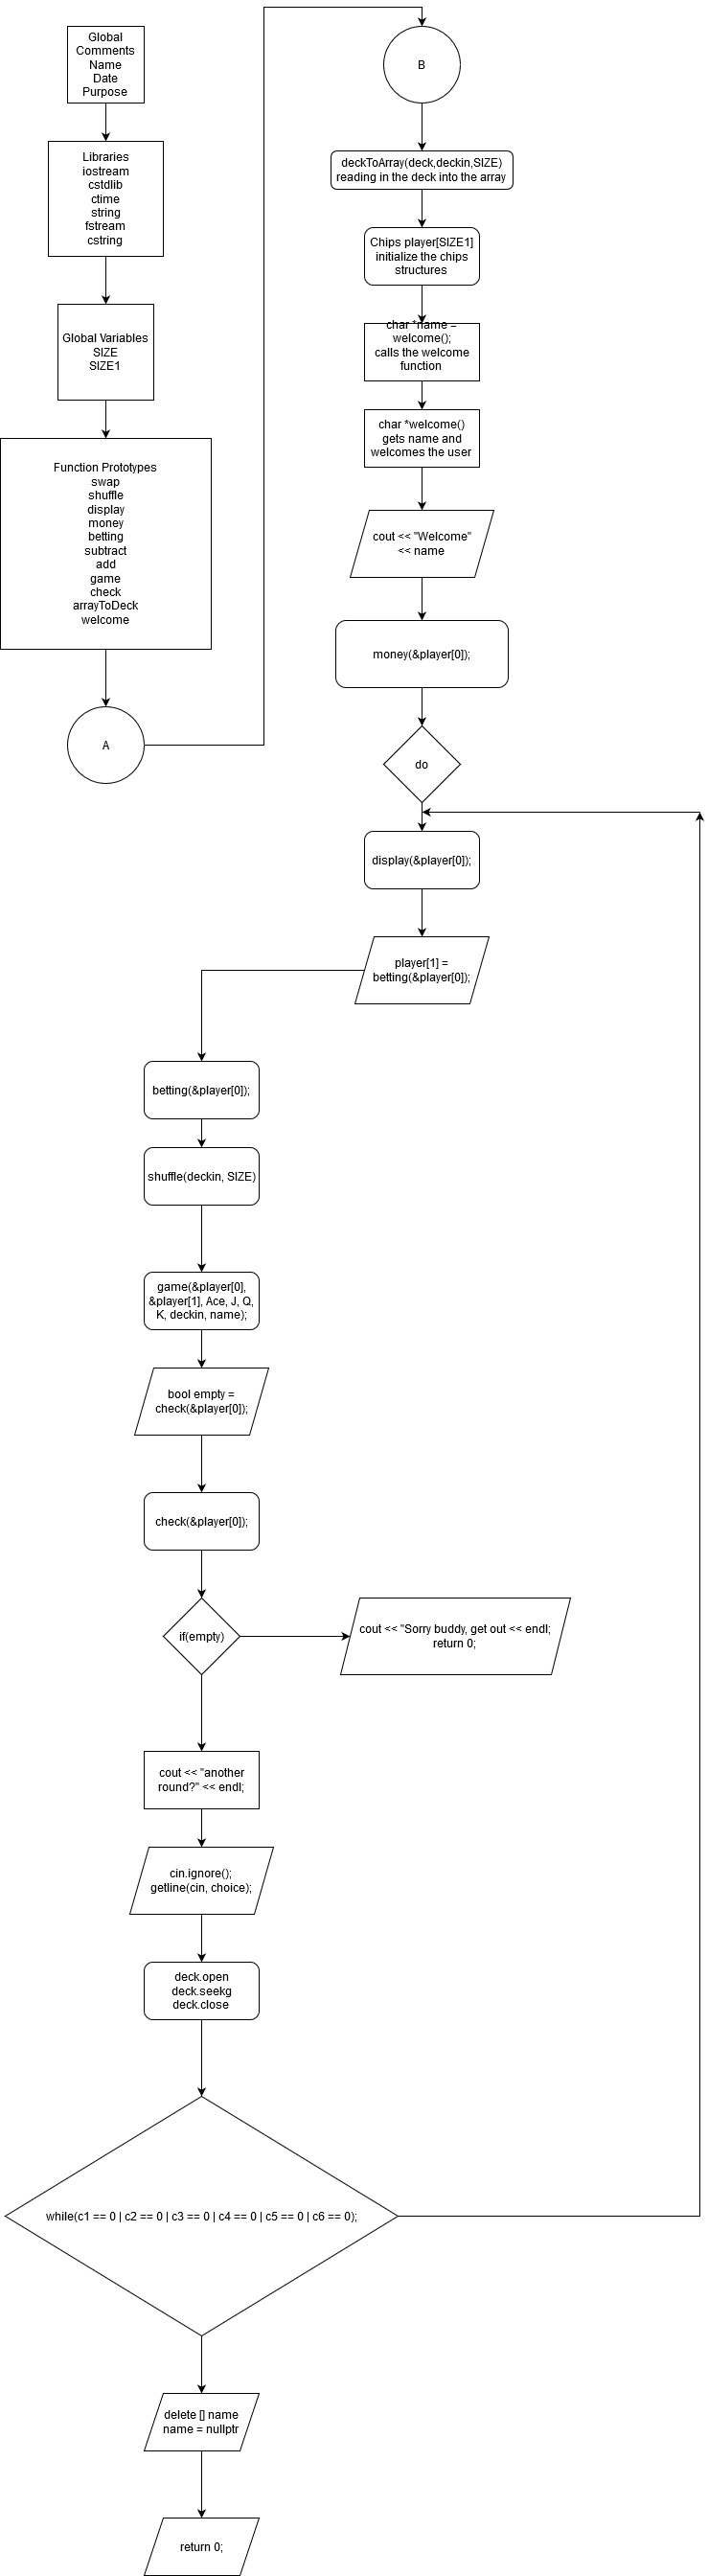 Global
Comments
Name
Date
Purpose
Libraries
iostream
cstdlib
ctime
string
fstream
cstring
Global Variables
SIZE
SIZE1
Function Prototypes
swap
shuffle
display
money
betting
subtract
add
game
check
arrayToDeck
welcome
A
B
deckToArray(deck,deckin,SIZE)
reading in the deck into the array
Chips player[SIZE1]
initialize the chips
structures
char *name =
welcome();
calls the welcome
function
char *welcome()
gets name and
welcomes the user
cout << "Welcome"
<< name
money(&player[0]);
do
display(&player[0]);
player[1] =
betting(&player[0]);
betting(&player[0]);
shuffle(deckin, SIZE)
game(&player[0],
&player[1], Ace, J, Q,
K, deckin, name);
bool empty =
check(&player[0]);
check(&player[0]);
if(empty)
cout << "Sorry buddy, get out << endl;
return 0;
cout << "another
round?" << endl;
cin.ignore();
getline(cin, choice);
deck.open
deck.seekg
deck.close
while(c1 == 0 | c2 == 0 | c3 == 0 | c4 == 0 | c5 == 0 | c6 == 0);
delete [] name
name = nullptr
return 0;